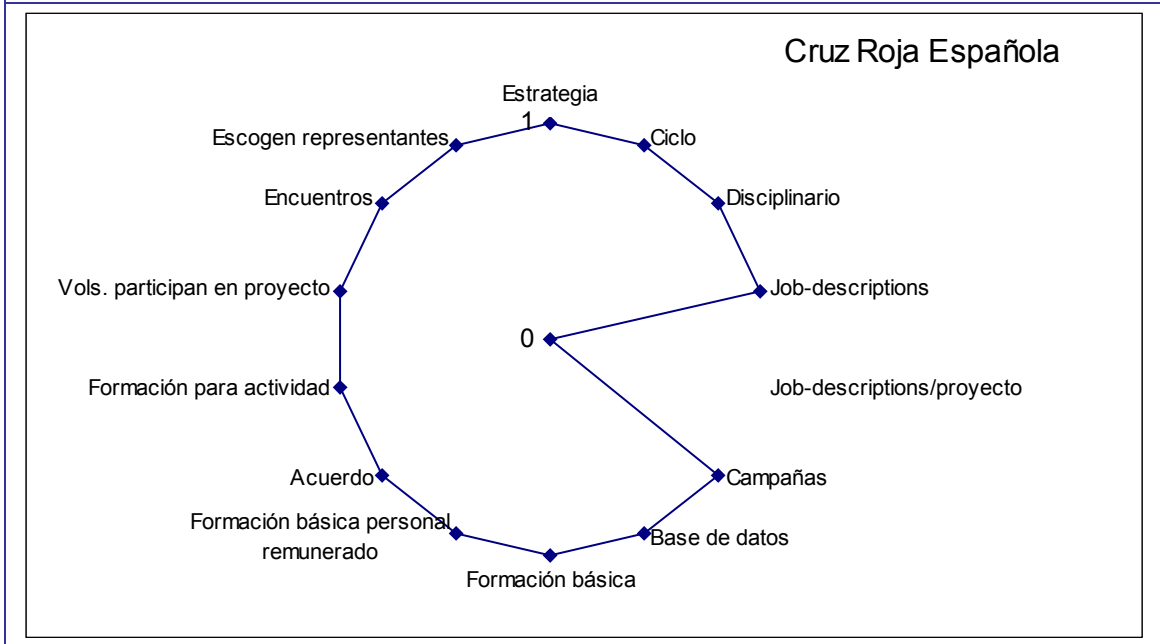 Cruz Roja Española
Estrategia
1
Ciclo
Disciplinario
Job-descriptions
Job-descriptions/proyecto
Campañas
Base de datos
Formación básica
Formación básica personal
remunerado
Acuerdo
Formación para actividad
Vols. participan en proyecto
Encuentros
Escogen representantes
0